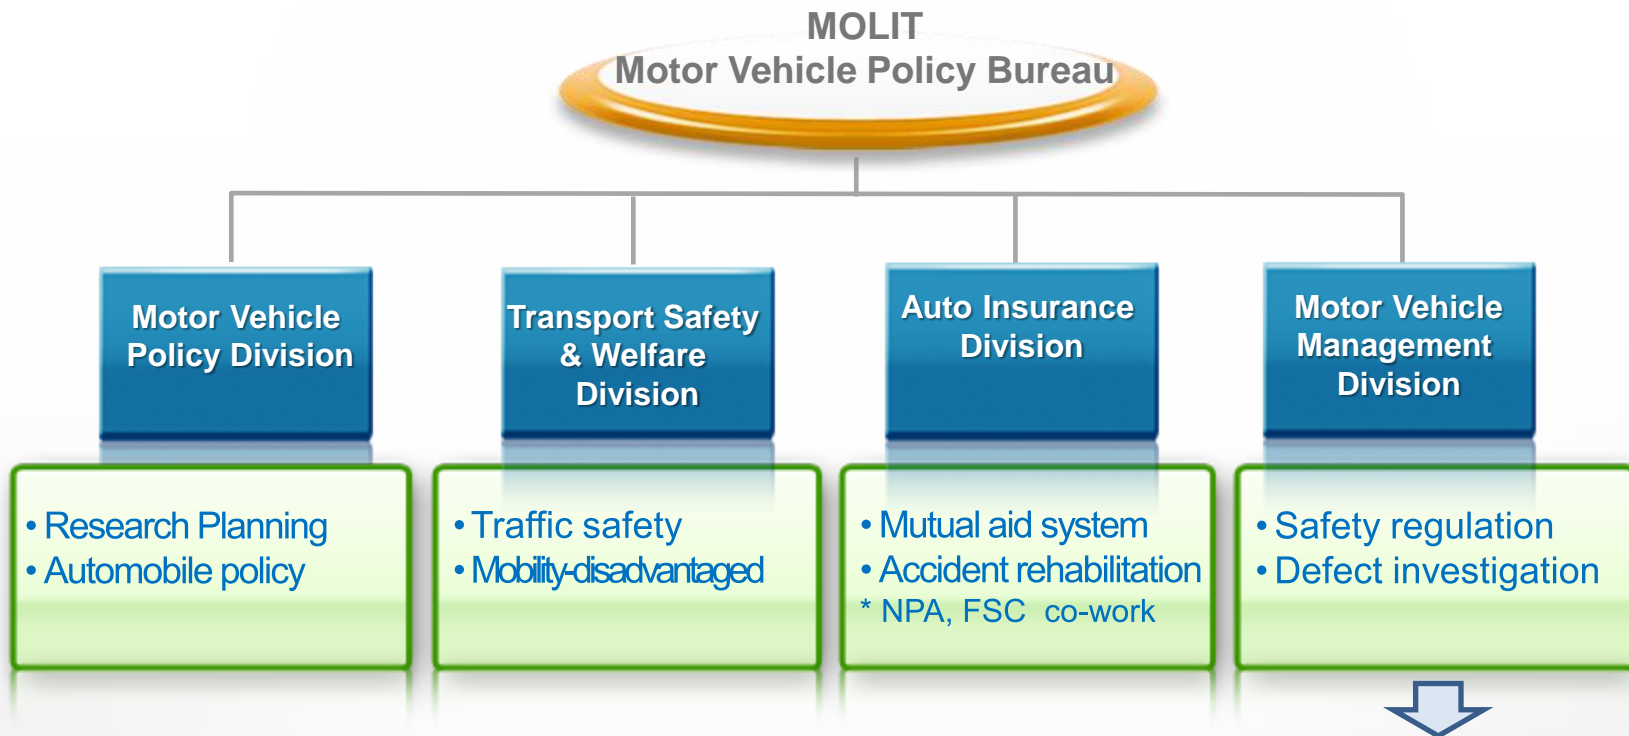 MOLIT
Motor Vehicle Policy Bureau
Motor Vehicle
Policy Division
Transport Safety
& Welfare
Division
Auto Insurance
Division
Motor Vehicle
Management
Division
• Research Planning
• Automobile policy
• Traffic safety
• Mobility-disadvantaged
• Mutual aid system
• Accident rehabilitation
* NPA, FSC co-work
• Safety regulation
• Defect investigation